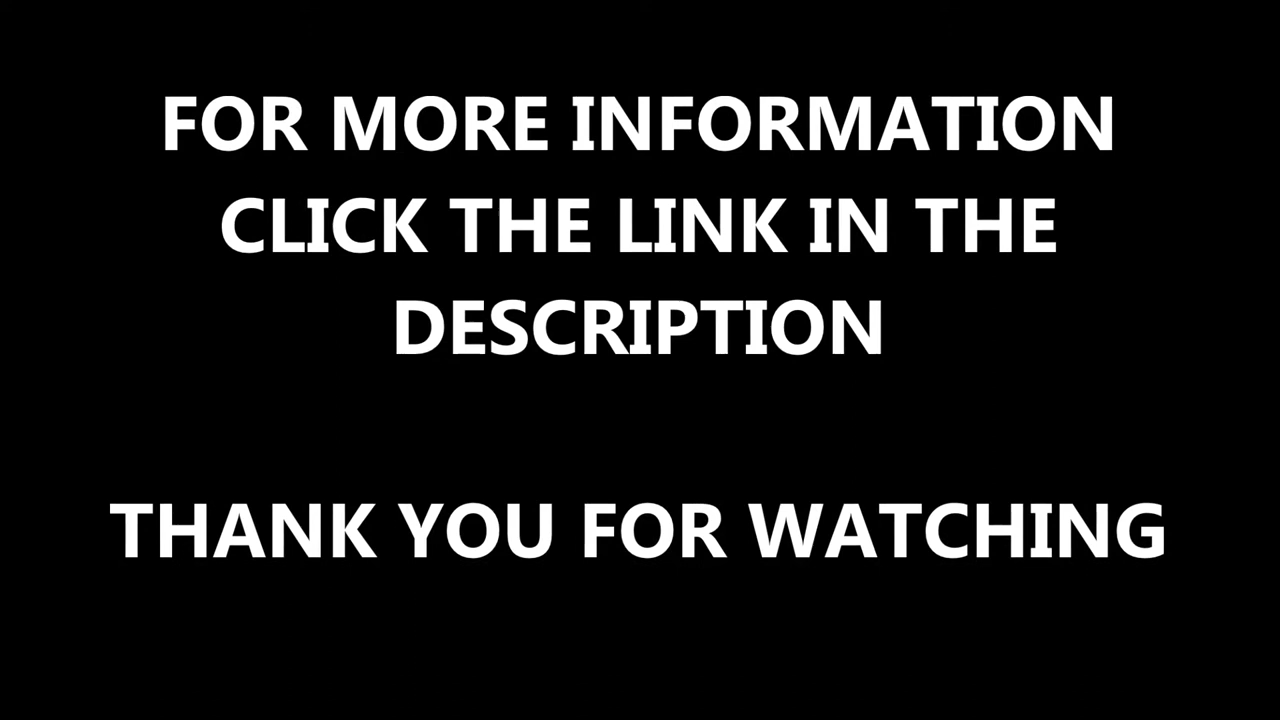 FOR MORE INFORMATION
CLICK THE LINK IN THE
DESCRIPTION
THANK YOU FOR WATCHING